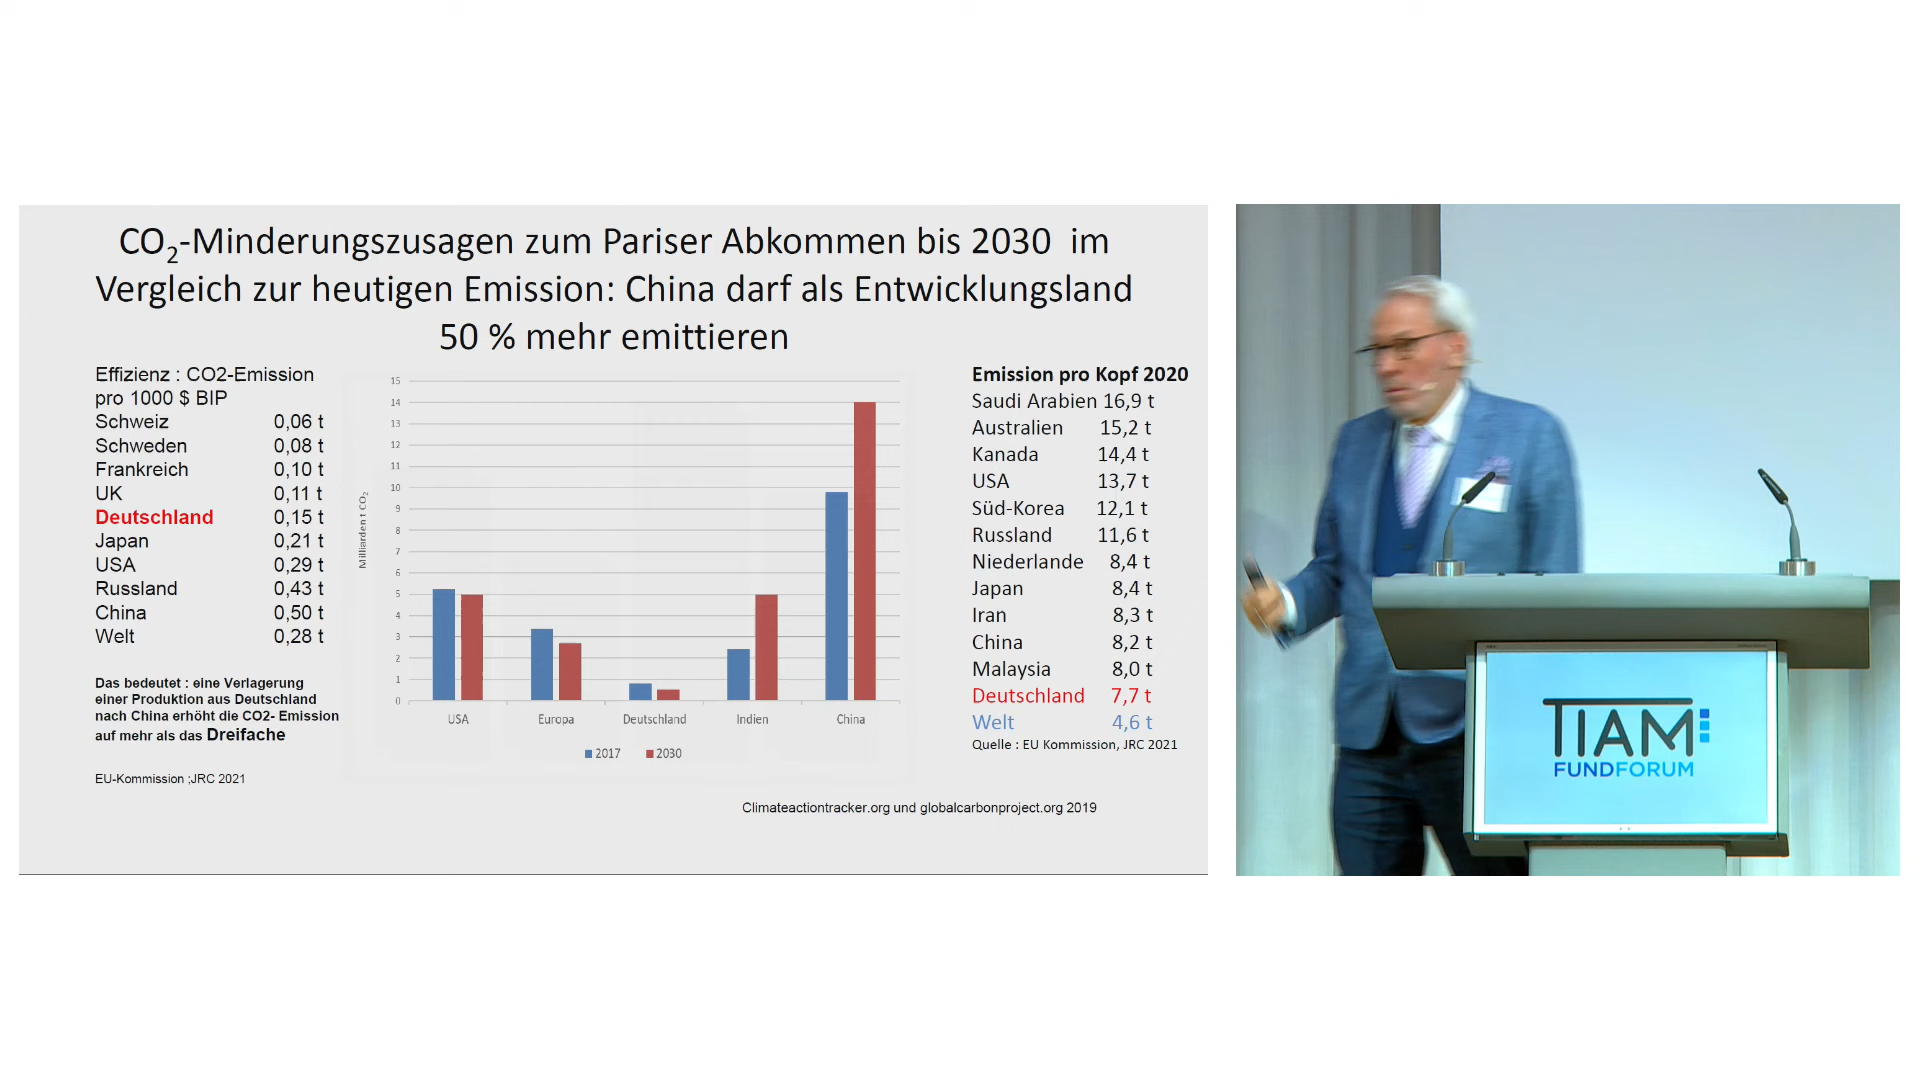 CO2-Minderungszusagen zum Pariser Abkommen bis 2030 im
Vergleich zur heutigen Emission: China darf als Entwicklungsland
50 % mehr emittieren
Effizienz : CO2-Emission
pro 1000 $ BIP
Schweiz 0,06 t
Schweden 0,08 t
Frankreich 0,10 t
UK 0,11 t
Deutschland 0,15 t
Japan 0,21 t
USA 0,29 t
Russland 0,43 t
China 0,50 t
Welt 0,28 t
Das bedeutet : eine Verlagerung
einer Produktion aus Deutschland
nach China erhöht die CO2- Emission
auf mehr als das Dreifache
EU-Kommission ;JRC 2021
Milliarden t CO2
15
14
13
12
11
10
9
8
7
6
5
4
3
2
1
0
USA Europa Deutschland Indien China
2017 2030
Emission pro Kopf 2020
Saudi Arabien 16,9 t
Australien 15,2 t
Kanada 14,4 t
USA 13,7 t
Süd-Korea 12,1 t
Russland 11,6 t
Niederlande 8,4 t
Japan 8,4 t
Iran 8,3 t
China 8,2 t
Malaysia 8,0 t
Deutschland 7,7 t
Welt 4,6 t
Quelle : EU Kommission, JRC 2021
Climateactiontracker.org und globalcarbonproject.org 2019
TIAM
FUNDFORUM